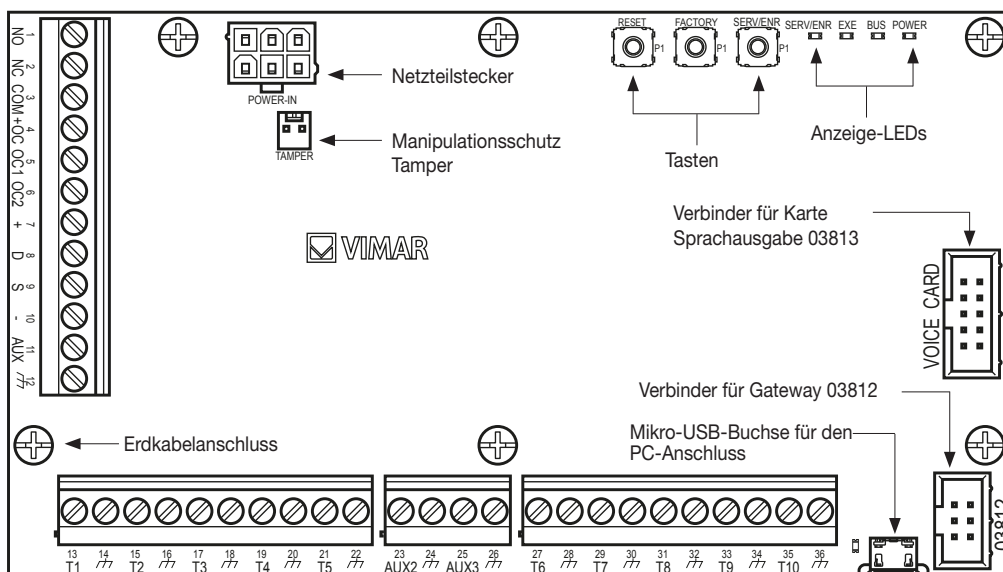 RESET FACTORY SERV/ENR SERV/ENR EXE BUS POWER
P1 P1 P1
POWER-IN
Netzteilstecker
TAMPER
Manipulationsschutz
Tamper
Tasten
Anzeige-LEDs
1 NO
2 NC
3 COM
4 +OC
5 OC1
6 OC2
7 +
8 D
9 S
10 -
11 AUX
12
VIMAR
Verbinder für Karte
Sprachausgabe 03813
VOICE CARD
Verbinder für Gateway 03812
Erdkabelanschluss
Mikro-USB-Buchse für den
PC-Anschluss
03812
13 14 15 16 17 18 19 20 21 22 23 24 25 26 27 28 29 30 31 32 33 34 35 36
T1 T2 T3 T4 T5 AUX2 AUX3 T6 T7 T8 T9 T10